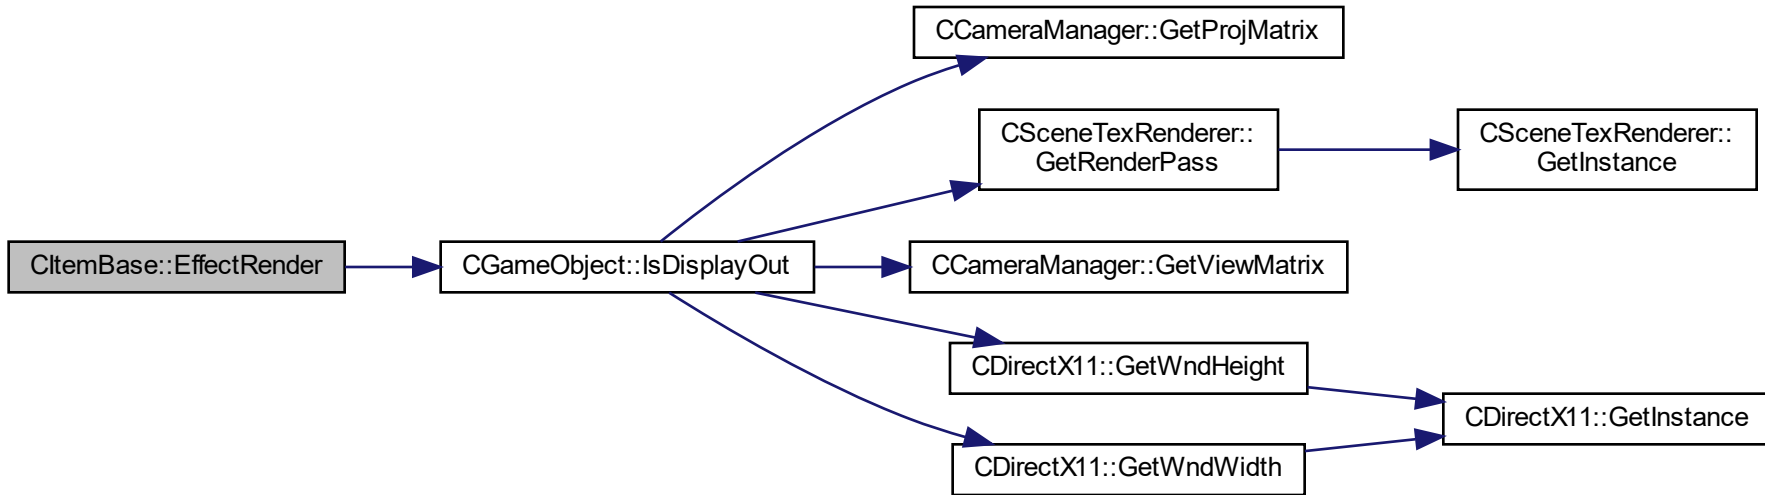 CCameraManager::GetProjMatrix
CSceneTexRenderer::
GetRenderPass
CSceneTexRenderer::
GetInstance
CItemBase::EffectRender
CGameObject::IsDisplayOut
CCameraManager::GetViewMatrix
CDirectX11::GetWndHeight
CDirectX11::GetInstance
CDirectX11::GetWndWidth